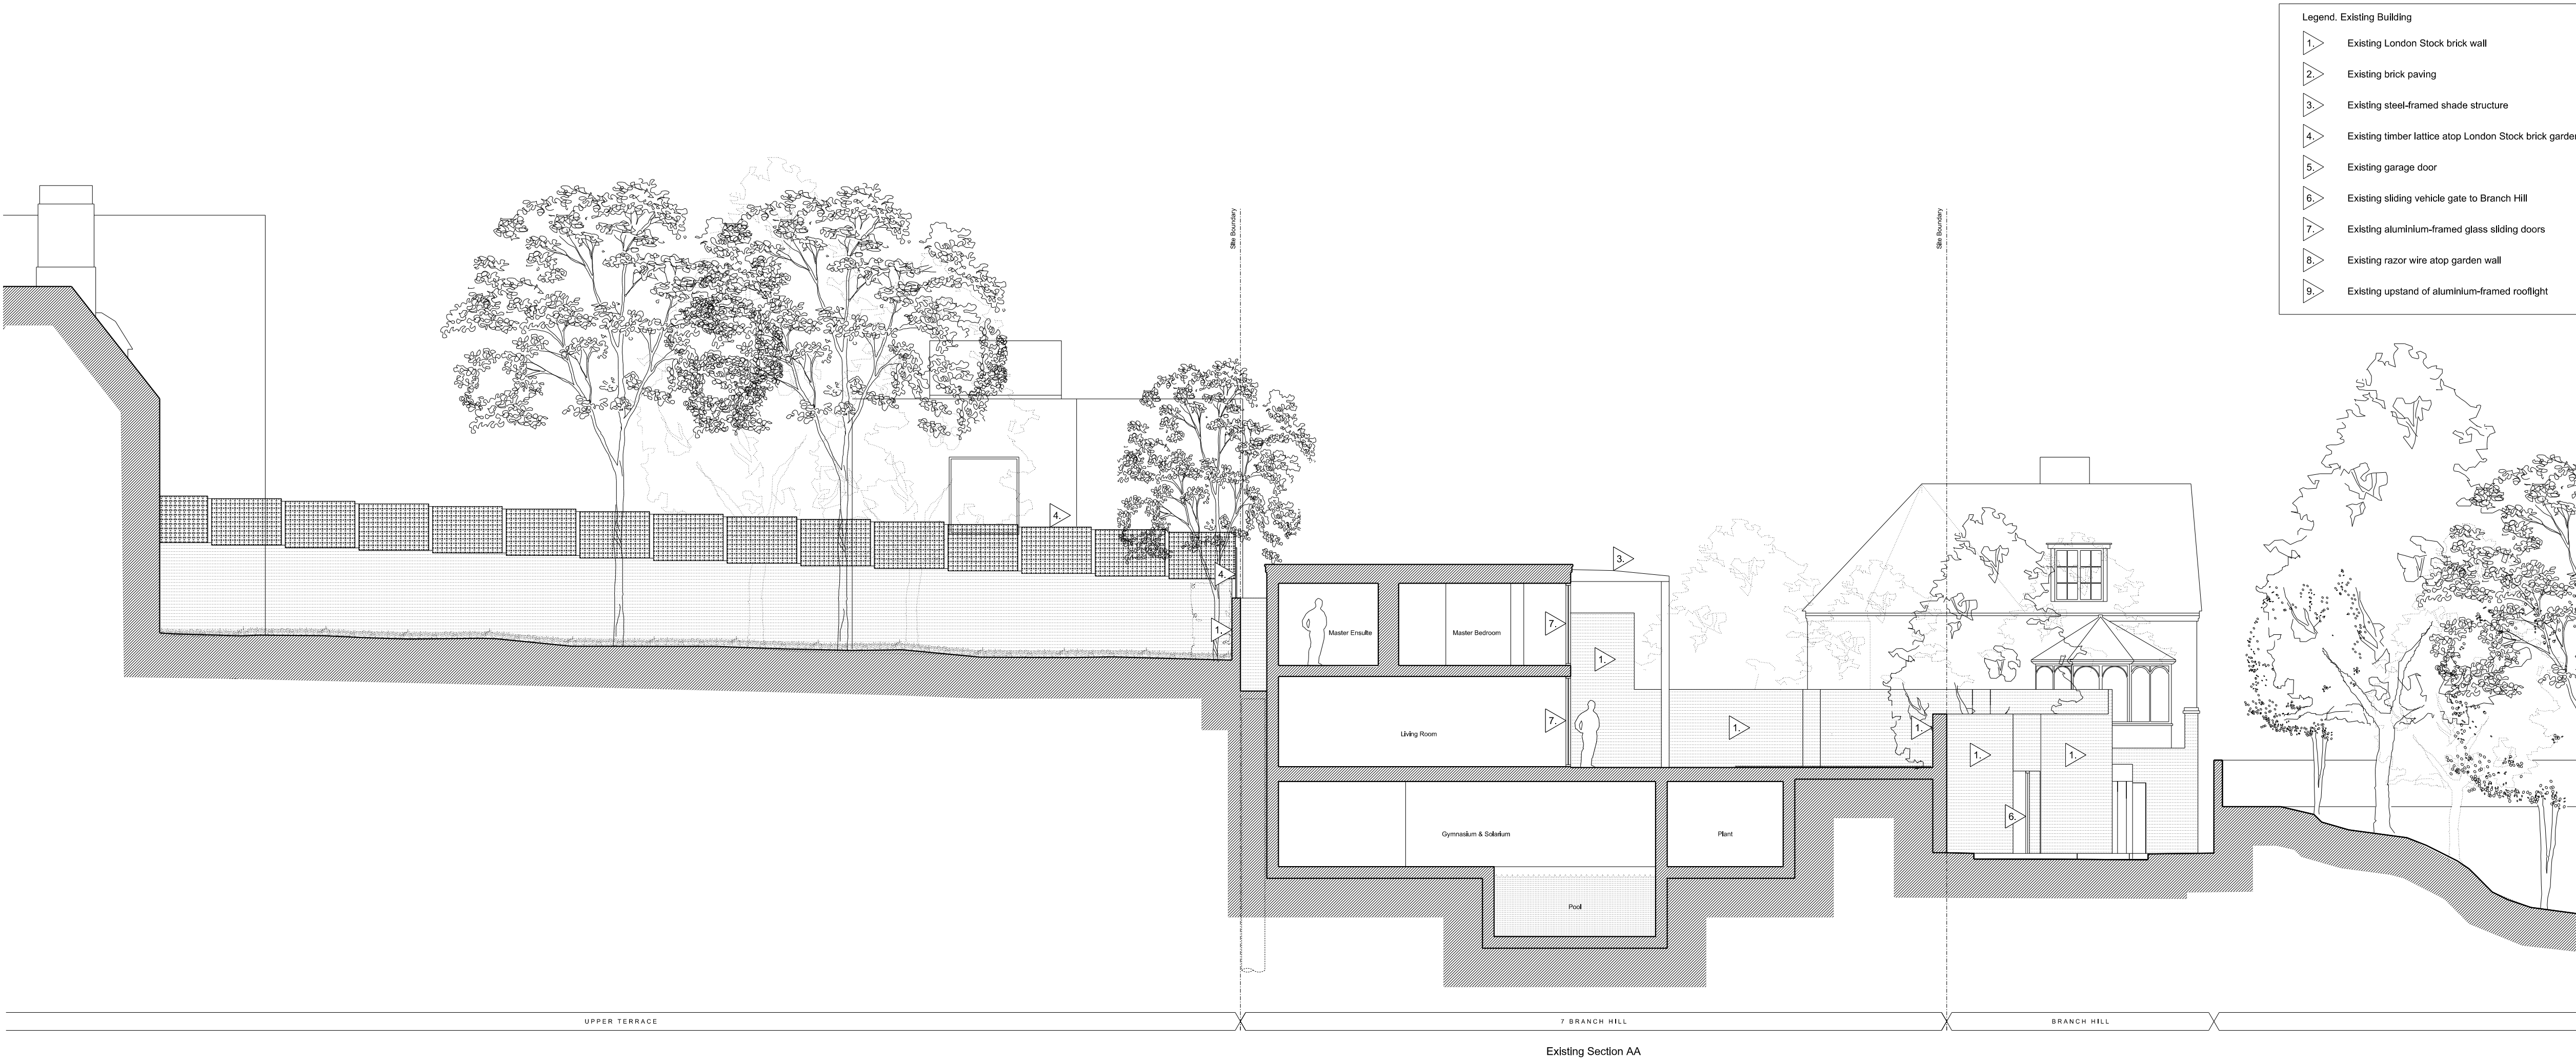 Legend. Existing Building
1. Existing London Stock brick wall
2. Existing brick paving
3. Existing steel-framed shade structure
4. Existing timber lattice atop London Stock brick garden
5. Existing garage door
6. Existing sliding vehicle gate to Branch Hill
7. Existing aluminium-framed glass sliding doors
8. Existing razor wire atop garden wall
9. Existing upstand of aluminium-framed rooflight
Site Boundary
Site Boundary
4.
3.
4.
1.
Master Ensuite
Master Bedroom
7.
1.
Living Room
7.
1.
1.
1.
1.
6.
Gymnasium & Solarium
Plant
Pool
UPPER TERRACE
7 BRANCH HILL
BRANCH HILL
Existing Section AA